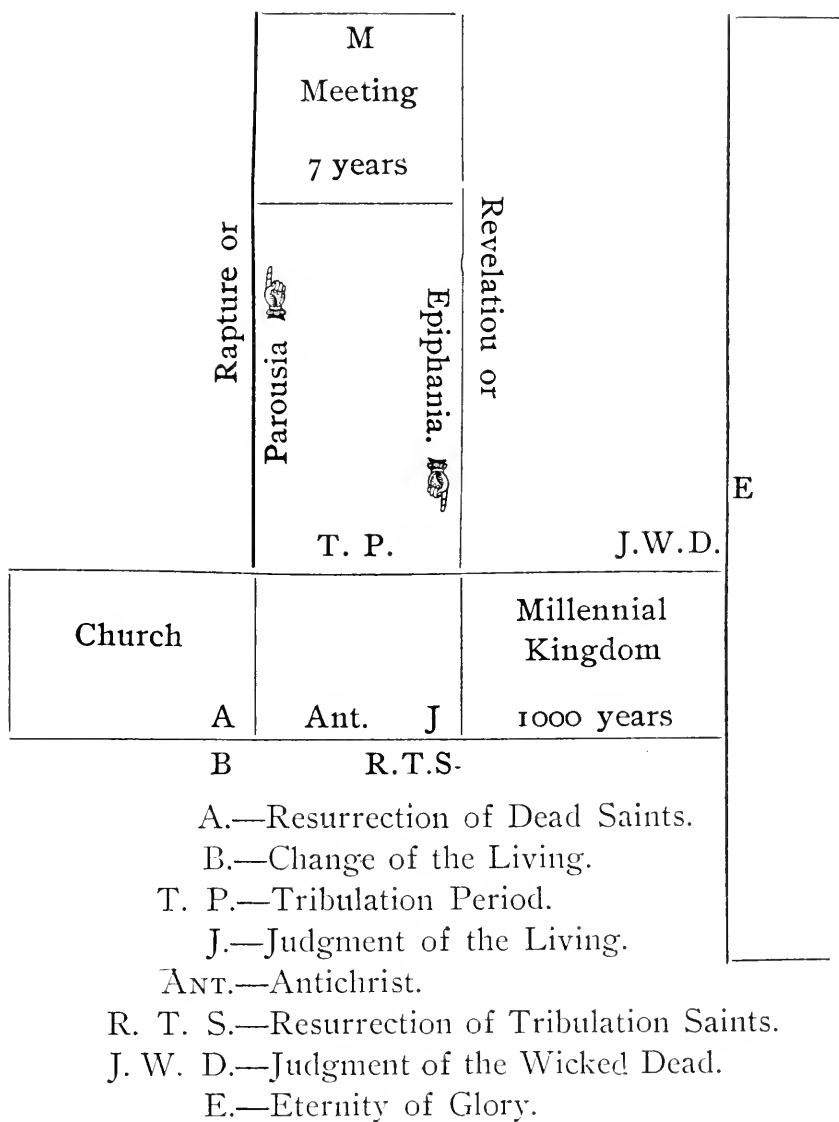 M
Meeting
7 years
Rapture or
Parousia
Epiphania.
Revelatiou or
E
T. P.
J.W.D.
Church
Millennial
Kingdom
A
Ant.
J
1000 years
B
R.T.S.
A.—Resurrection of Dead Saints.
B.—Change of the Living.
T. P.—Tribulation Period.
J.—Judgment of the Living.
ANT.—Antichrist.
R. T. S.—Resurrection of Tribulation Saints.
J. W. D.—Judgment of the Wicked Dead.
E.—Eternity of Glory.